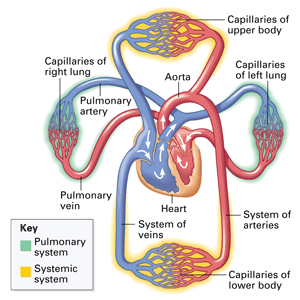 Capillaries of
upper body
Capillaries of
right lung
Aorta
Capillaries
of left lung
Pulmonary
artery
Pulmonary
vein
Heart
System of
veins
System of
arteries
Key
Pulmonary
system
Systemic
system
Capillaries of
lower body